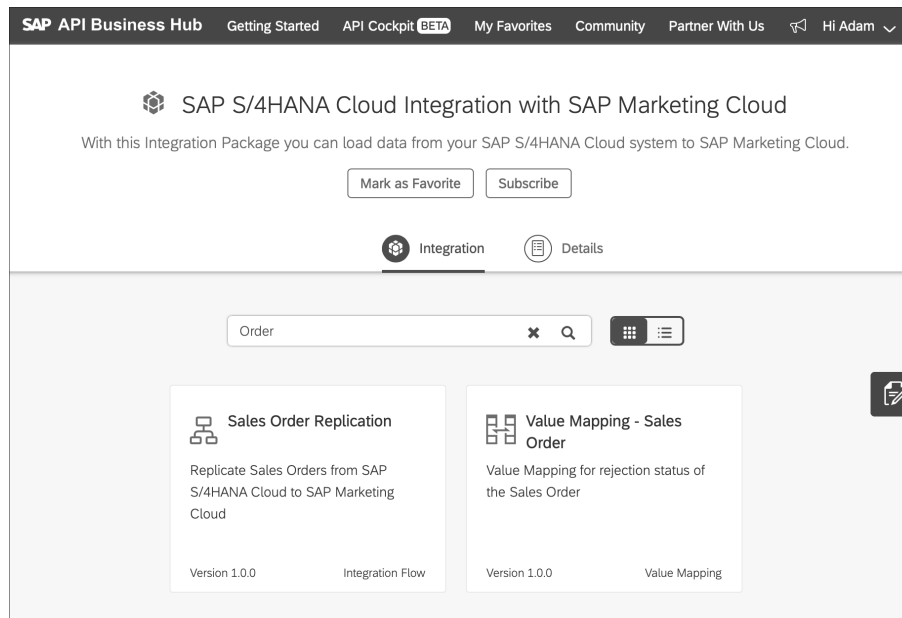 SAP API Business Hub Getting Started API Cockpit BETA My Favorites Community Partner With Us Hi Adam
SAP S/4HANA Cloud Integration with SAP Marketing Cloud
With this Integration Package you can load data from your SAP S/4HANA Cloud system to SAP Marketing Cloud.
Mark as Favorite Subscribe
Integration Details
Order
Sales Order Replication
Replicate Sales Orders from SAP
S/4HANA Cloud to SAP Marketing
Cloud
Version 1.0.0 Integration Flow
Value Mapping - Sales
Order
Value Mapping for rejection status of
the Sales Order
Version 1.0.0 Value Mapping